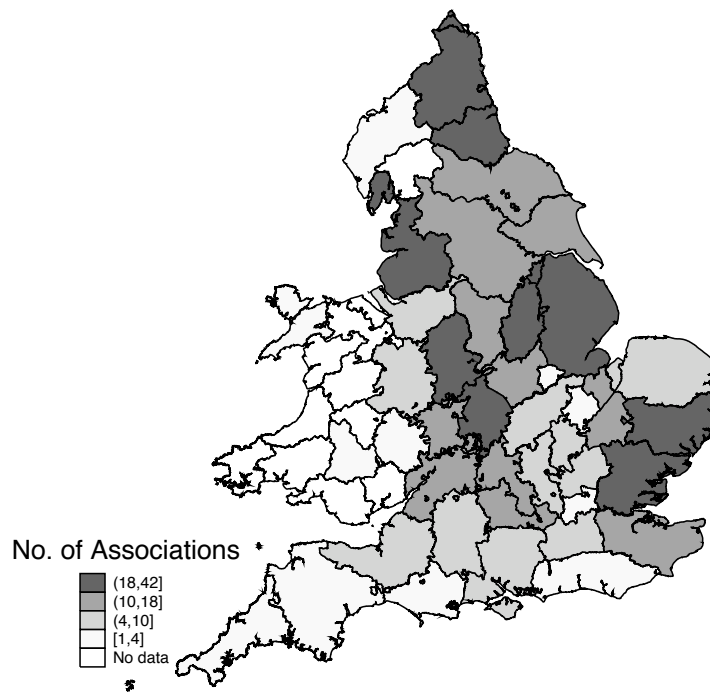 No. of Associations
(18,42]
(10,18]
(4,10]
[1,4]
No data